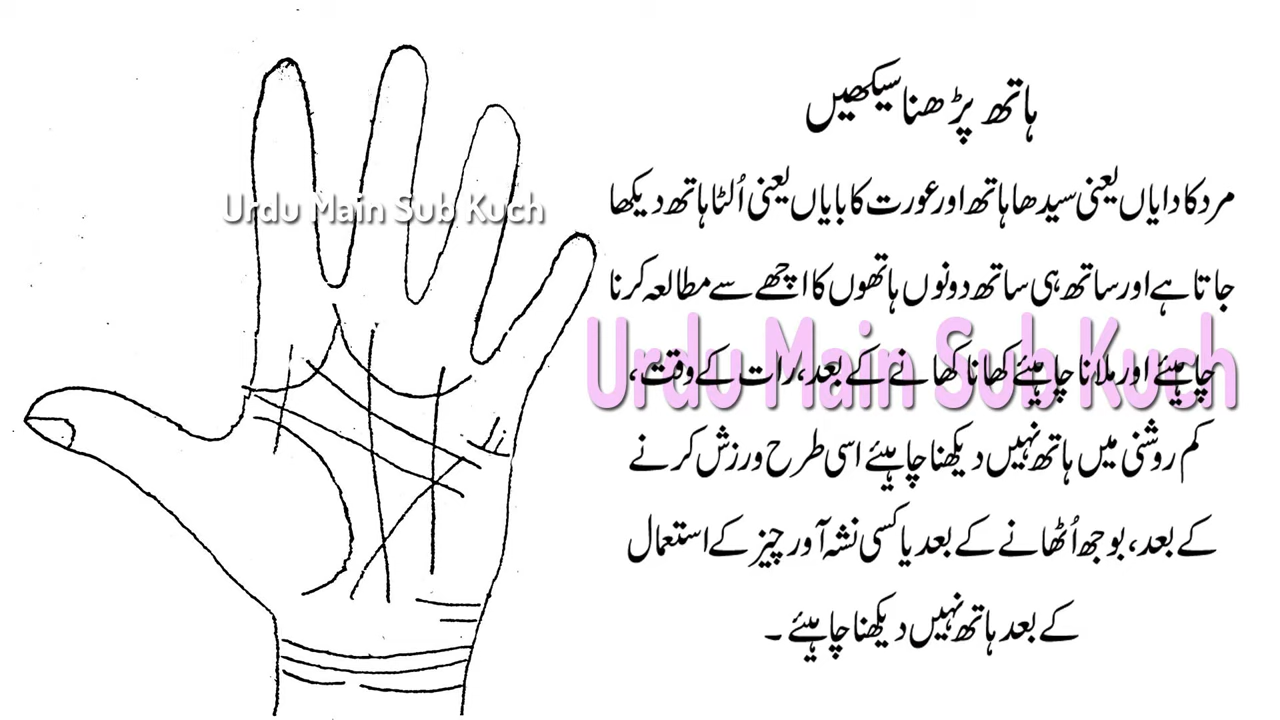 ہاتھ پڑھنا سیکھیں
Urdu Main Sub Kuch
مرد کا دایاں یعنی سیدھا ہاتھ اور عورت کا بایاں یعنی اُلٹا ہاتھ دیکھا
جاتا ہے اور ساتھ ہی ساتھ دونوں ہاتھوں کا اچھے سے مطالعہ کرنا
چاہیئے اور ملانا چاہیئے کھانا کھانے کے بعد، رات کے وقت،
Urdu Main Sub Kuch
کم روشنی میں ہاتھ نہیں دیکھنا چاہیئے اسی طرح ورزش کرنے
کے بعد، بوجھ اُٹھانے کے بعد یا کسی نشہ آور چیز کے استعمال
کے بعد ہاتھ نہیں دیکھنا چاہیئے ۔